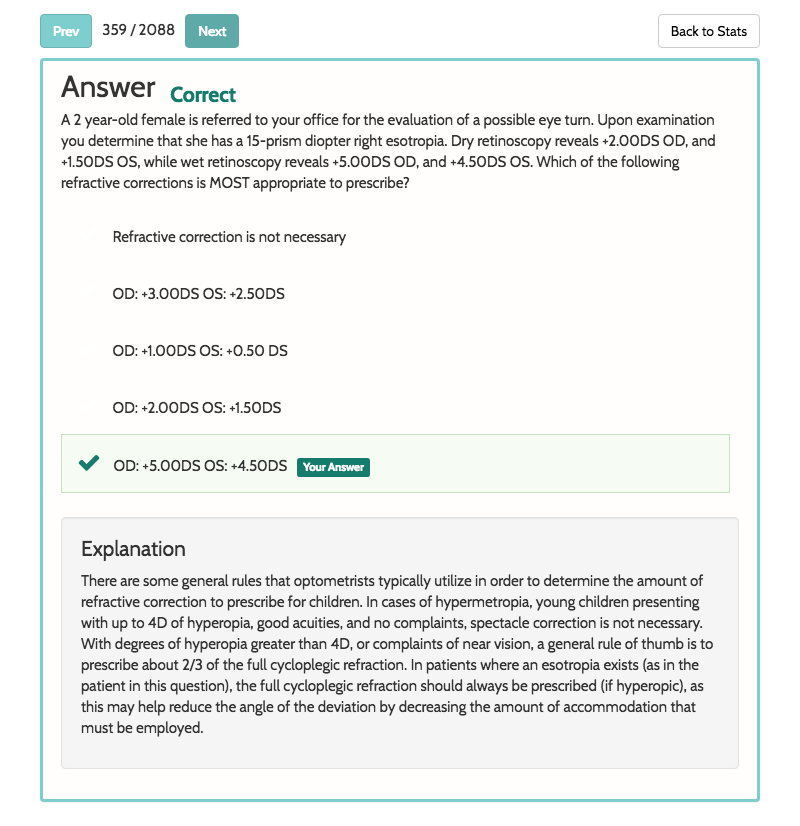 Prev 359 / 2088 Next Back to Stats
Answer Correct
A 2 year-old female is referred to your office for the evaluation of a possible eye turn. Upon examination
you determine that she has a 15-prism diopter right esotropia. Dry retinoscopy reveals +2.00DS OD, and
+1.50DS OS, while wet retinoscopy reveals +5.00DS OD, and +4.50DS OS. Which of the following
refractive corrections is MOST appropriate to prescribe?
Refractive correction is not necessary
OD: +3.00DS OS: +2.50DS
OD: +1.00DS OS: +0.50 DS
OD: +2.00DS OS: +1.50DS
OD: +5.00DS OS: +4.50DS Your Answer
Explanation
There are some general rules that optometrists typically utilize in order to determine the amount of
refractive correction to prescribe for children. In cases of hypermetropia, young children presenting
with up to 4D of hyperopia, good acuities, and no complaints, spectacle correction is not necessary.
With degrees of hyperopia greater than 4D, or complaints of near vision, a general rule of thumb is to
prescribe about 2/3 of the full cycloplegic refraction. In patients where an esotropia exists (as in the
patient in this question), the full cycloplegic refraction should always be prescribed (if hyperopic), as
this may help reduce the angle of the deviation by decreasing the amount of accommodation that
must be employed.